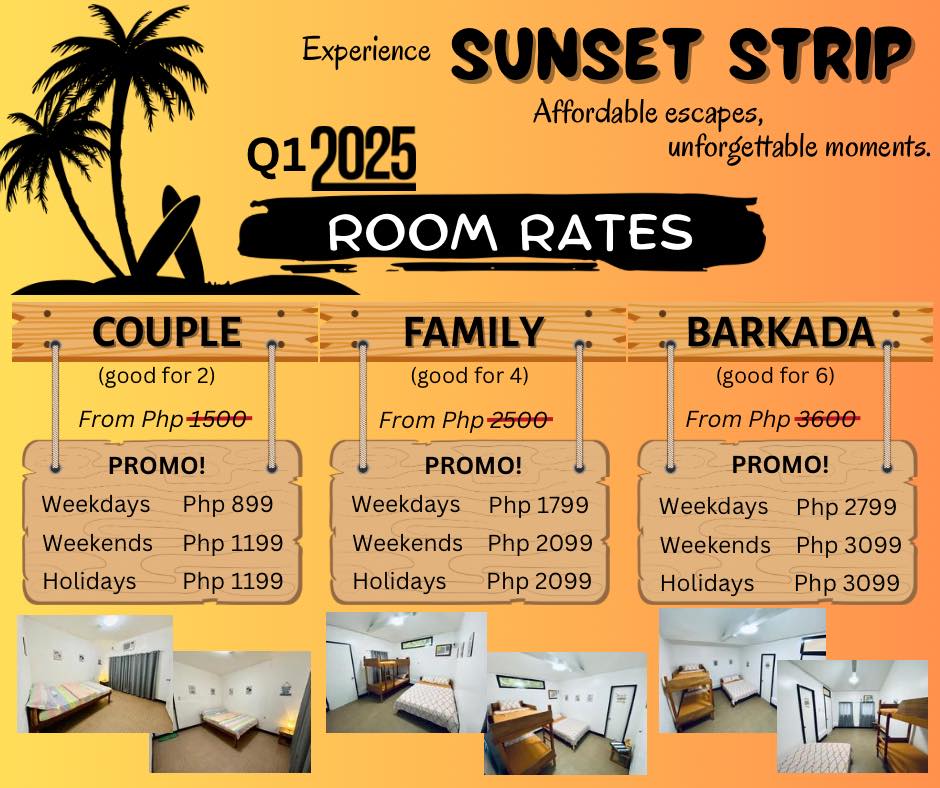 Experience SUNSET STRIP
Affordable escapes,
unforgettable moments.
Q1 2025
ROOM RATES
COUPLE
(good for 2)
From Php 1500
PROMO!
Weekdays Php 899
Weekends Php 1199
Holidays Php 1199
FAMILY
(good for 4)
From Php 2500
PROMO!
Weekdays Php 1799
Weekends Php 2099
Holidays Php 2099
BARKADA
(good for 6)
From Php 3600
PROMO!
Weekdays Php 2799
Weekends Php 3099
Holidays Php 3099